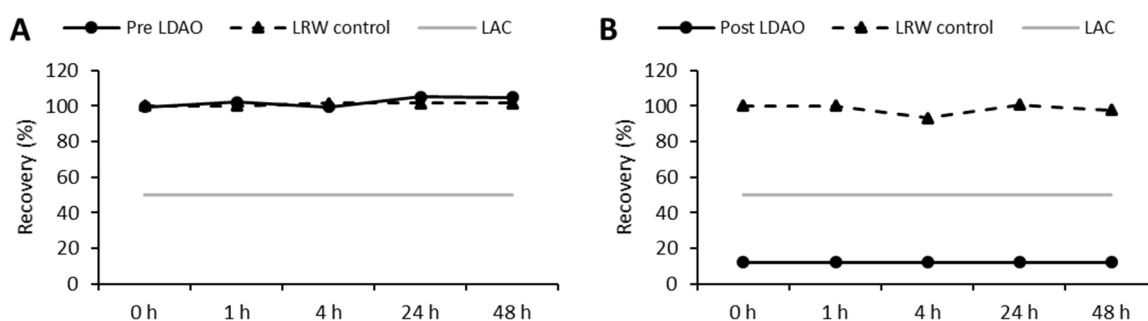 A
Pre LDAO LRW control LAC
Recovery (%)
120
100
80
60
40
20
0
0 h 1 h 4 h 24 h 48 h
B
Post LDAO LRW control LAC
Recovery (%)
120
100
80
60
40
20
0
0 h 1 h 4 h 24 h 48 h